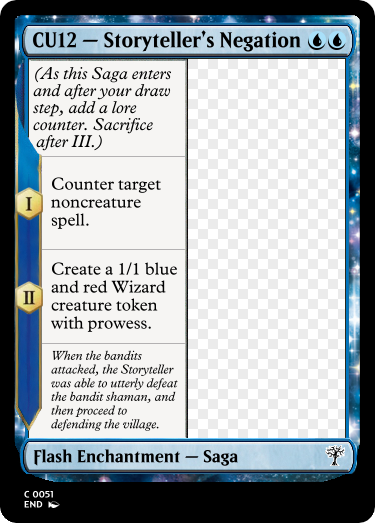 CU12 — Storyteller's Negation
(As this Saga enters
and after your draw
step, add a lore
counter. Sacrifice
after III.)
I
Counter target
noncreature
spell.
II
Create a 1/1 blue
and red Wizard
creature token
with prowess.
When the bandits
attacked, the Storyteller
was able to utterly defeat
the bandit shaman, and
then proceed to
defending the village.
Flash Enchantment — Saga
C 0051
END